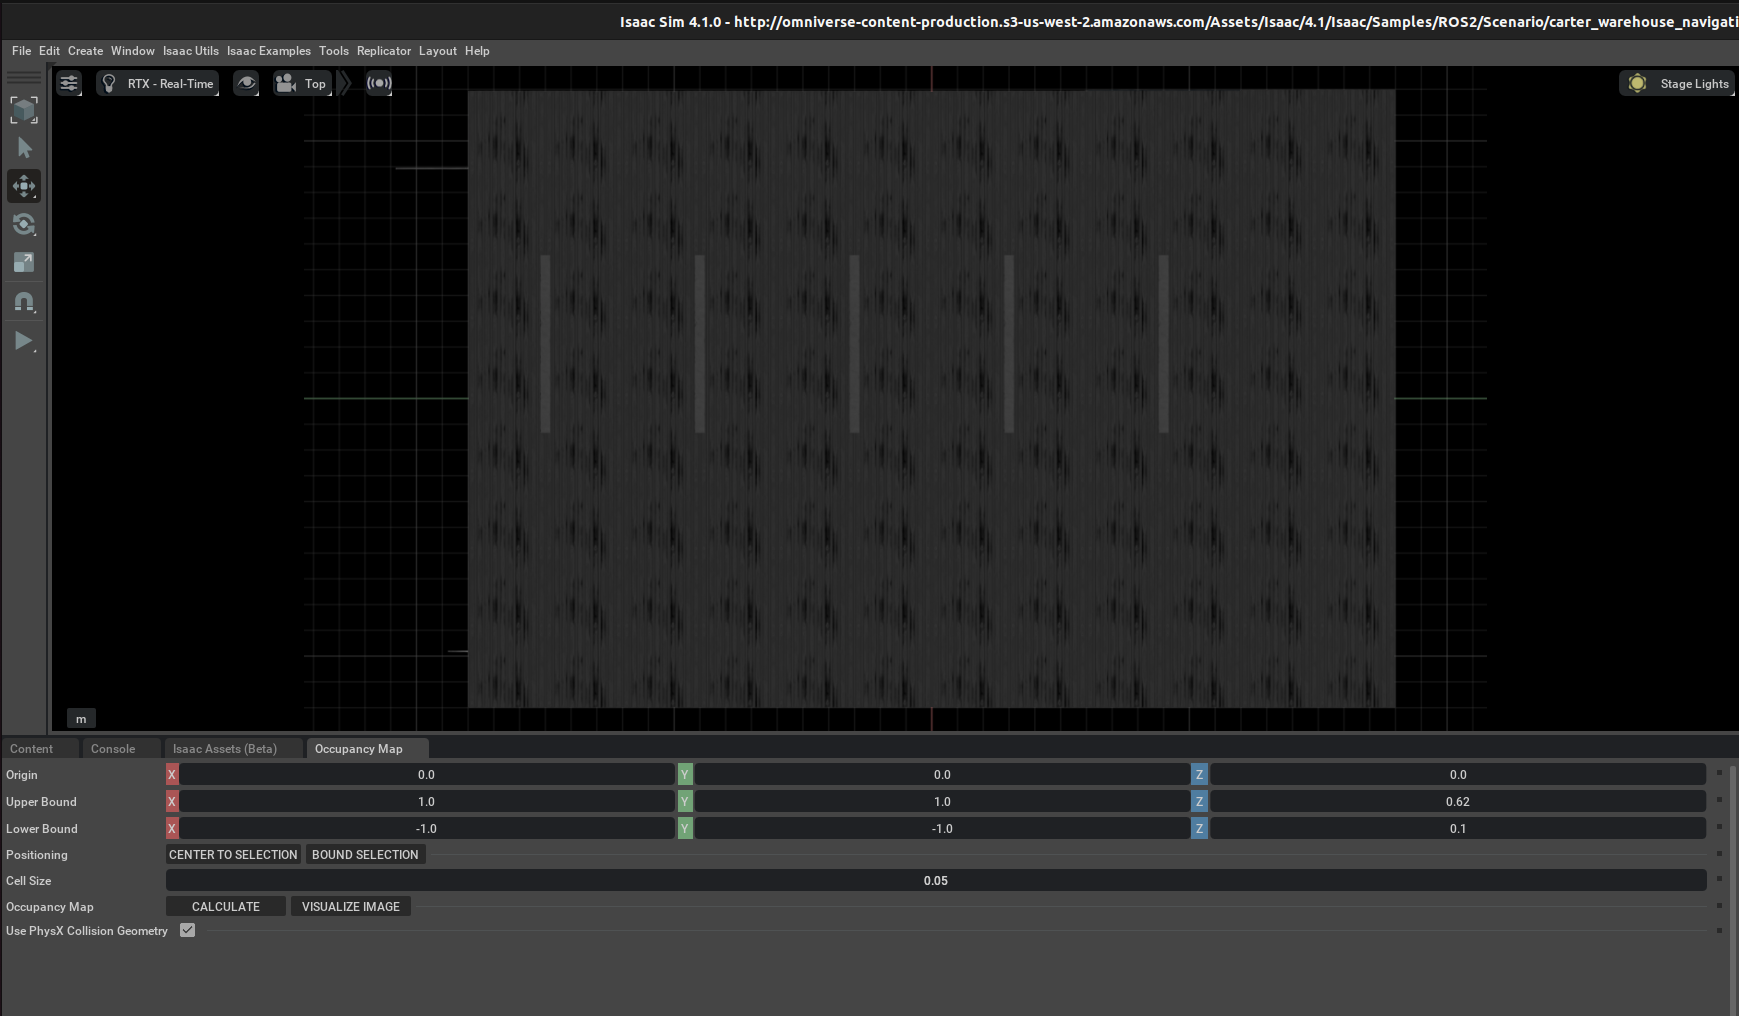 Isaac Sim 4.1.0 - http://omniverse-content-production.s3-us-west-2.amazonaws.com/Assets/Isaac/4.1/Isaac/Samples/ROS2/Scenario/carter_warehouse_navigati
File Edit Create Window Isaac Utils Isaac Examples Tools Replicator Layout Help
RTX - Real-Time Top Stage Lights
m
Content Console Isaac Assets (Beta) Occupancy Map
Origin X 0.0 Y 0.0 Z 0.0
Upper Bound X 1.0 Y 1.0 Z 0.62
Lower Bound X -1.0 Y -1.0 Z 0.1
Positioning CENTER TO SELECTION BOUND SELECTION
Cell Size 0.05
Occupancy Map CALCULATE VISUALIZE IMAGE
Use PhysX Collision Geometry